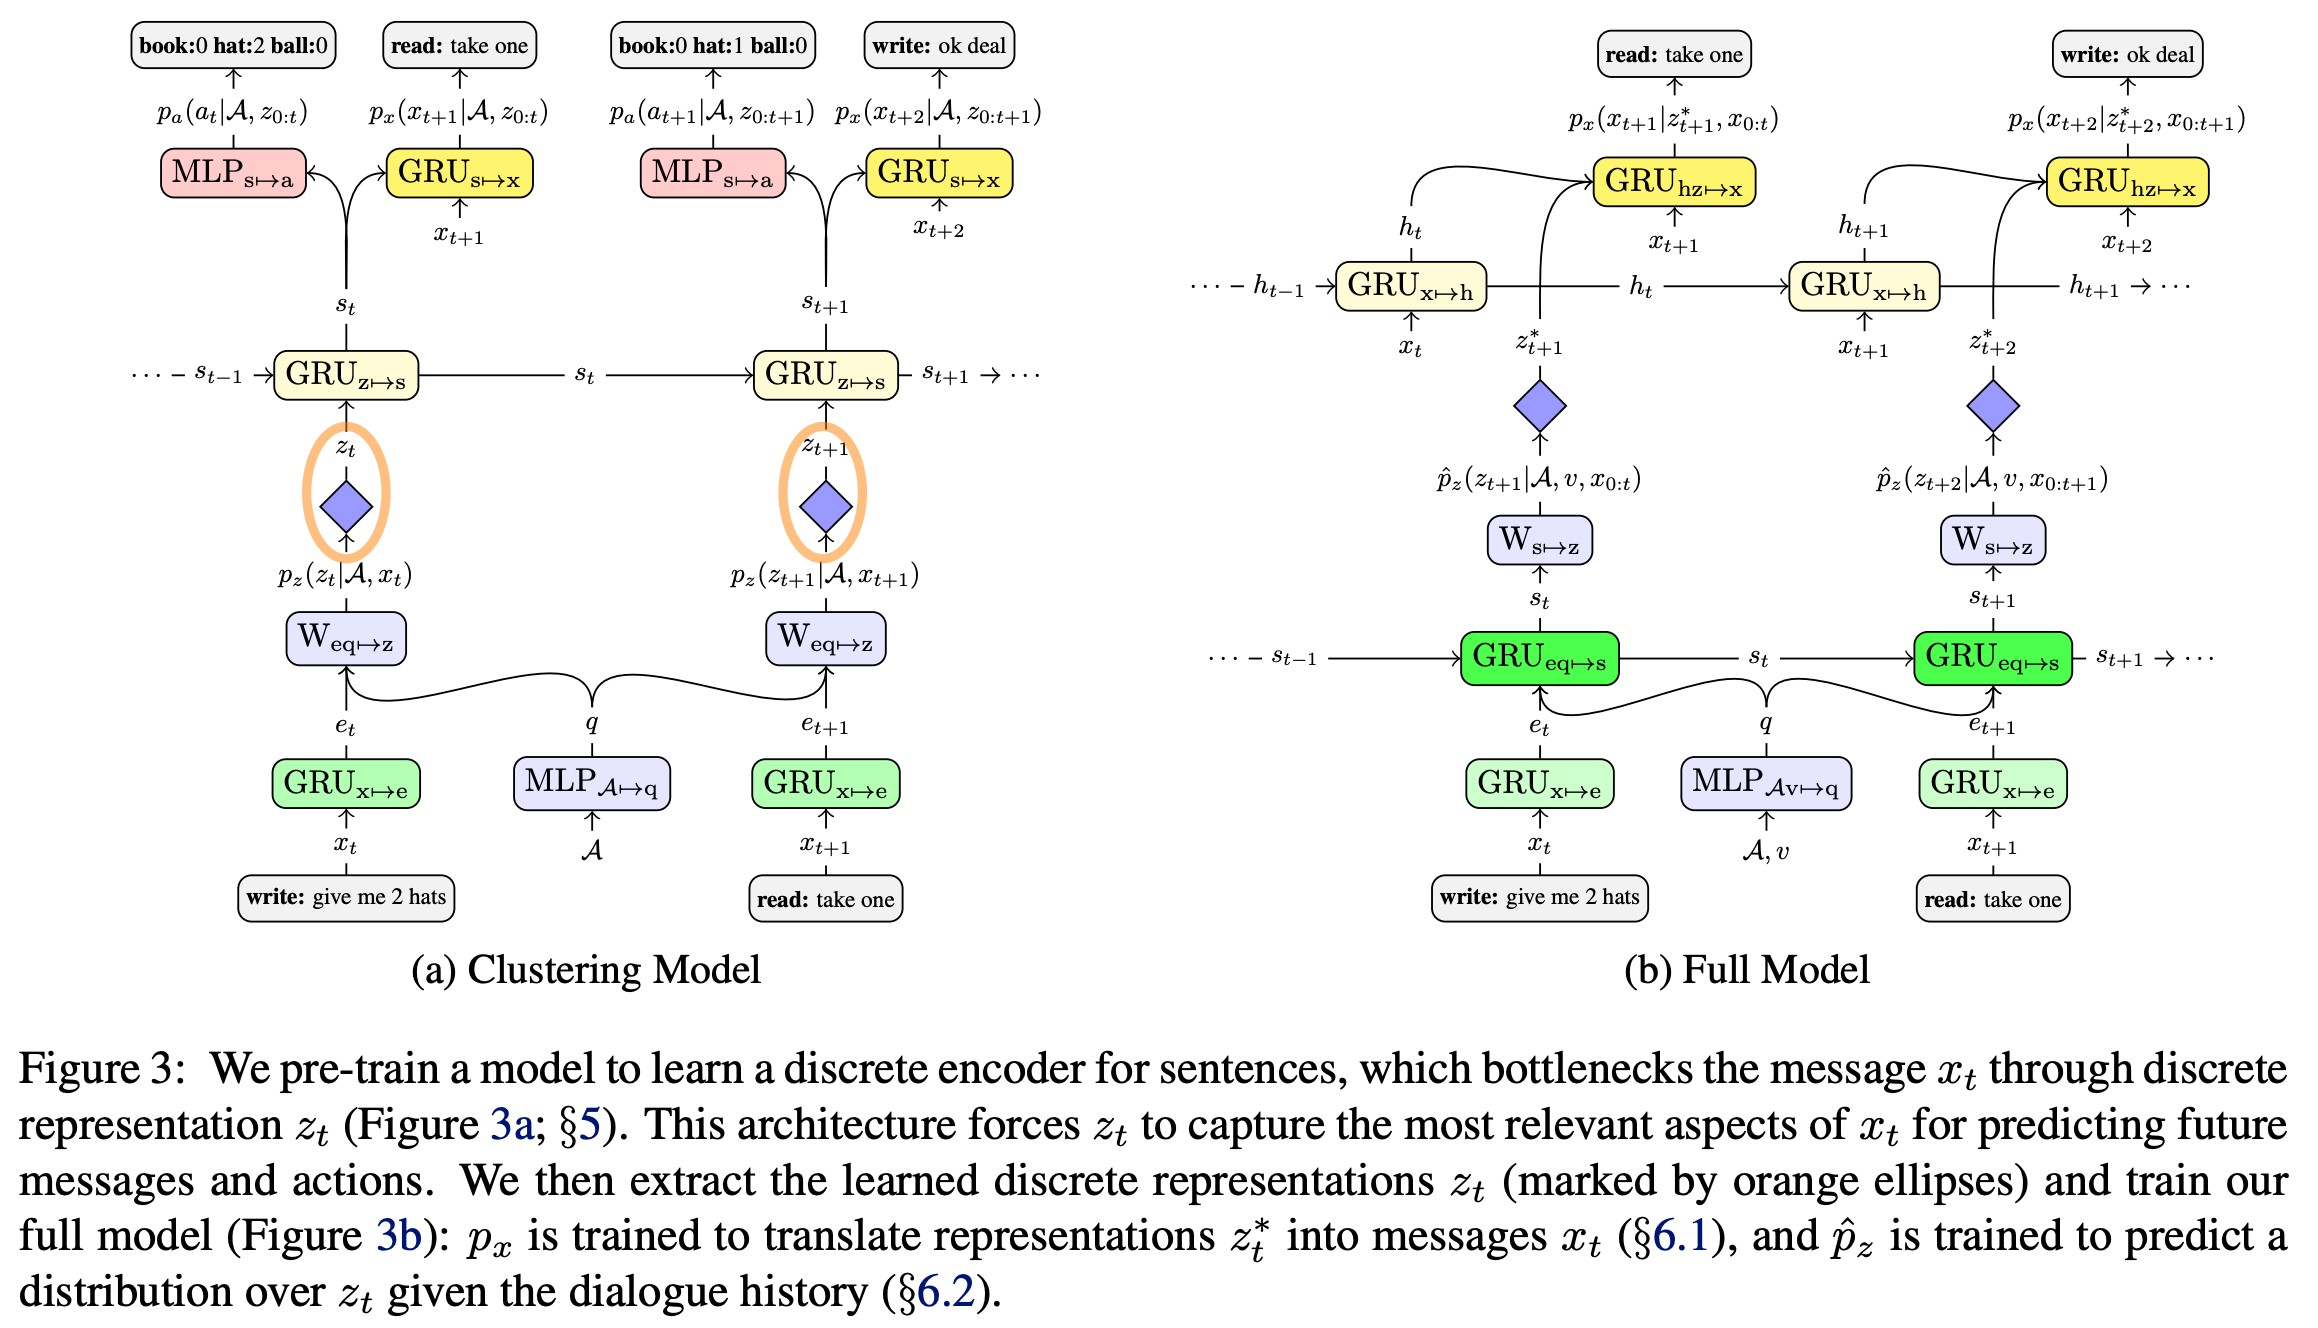 book:0 hat:2 ball:0
read: take one
book:0 hat:1 ball:0
write: ok deal
p_a(a_t|𝒜, z_{0:t})
p_x(x_{t+1}|𝒜, z_{0:t})
p_a(a_{t+1}|𝒜, z_{0:t+1})
p_x(x_{t+2}|𝒜, z_{0:t+1})
MLP_{s↦a}
GRU_{s↦x}
MLP_{s↦a}
GRU_{s↦x}
x_{t+1}
x_{t+2}
s_t
s_{t+1}
··· s_{t-1}
GRU_{z↦s}
s_t
GRU_{z↦s}
s_{t+1} ···
z_t
z_{t+1}
p_z(z_t|𝒜, x_t)
p_z(z_{t+1}|𝒜, x_{t+1})
W_{eq↦z}
W_{eq↦z}
e_t
q
e_{t+1}
GRU_{x↦e}
MLP_{𝒜↦q}
GRU_{x↦e}
x_t
𝒜
x_{t+1}
write: give me 2 hats
read: take one
(a) Clustering Model
read: take one
write: ok deal
p_x(x_{t+1}|z*_{t+1}, x_{0:t})
p_x(x_{t+2}|z*_{t+2}, x_{0:t+1})
GRU_{hz↦x}
GRU_{hz↦x}
h_t
x_{t+1}
h_{t+1}
x_{t+2}
··· h_{t-1}
GRU_{x↦h}
h_t
GRU_{x↦h}
h_{t+1} ···
x_t
z*_{t+1}
x_{t+1}
z*_{t+2}
p̂_z(z_{t+1}|𝒜, v, x_{0:t})
p̂_z(z_{t+2}|𝒜, v, x_{0:t+1})
W_{s↦z}
W_{s↦z}
s_t
s_{t+1}
··· s_{t-1}
GRU_{eq↦s}
s_t
GRU_{eq↦s}
s_{t+1} ···
e_t
q
e_{t+1}
GRU_{x↦e}
MLP_{𝒜v↦q}
GRU_{x↦e}
x_t
𝒜, v
x_{t+1}
write: give me 2 hats
read: take one
(b) Full Model
Figure 3: We pre-train a model to learn a discrete encoder for sentences, which bottlenecks the message x_t through discrete
representation z_t (Figure 3a; §5). This architecture forces z_t to capture the most relevant aspects of x_t for predicting future
messages and actions. We then extract the learned discrete representations z_t (marked by orange ellipses) and train our
full model (Figure 3b): p_x is trained to translate representations z*_t into messages x_t (§6.1), and p̂_z is trained to predict a
distribution over z_t given the dialogue history (§6.2).